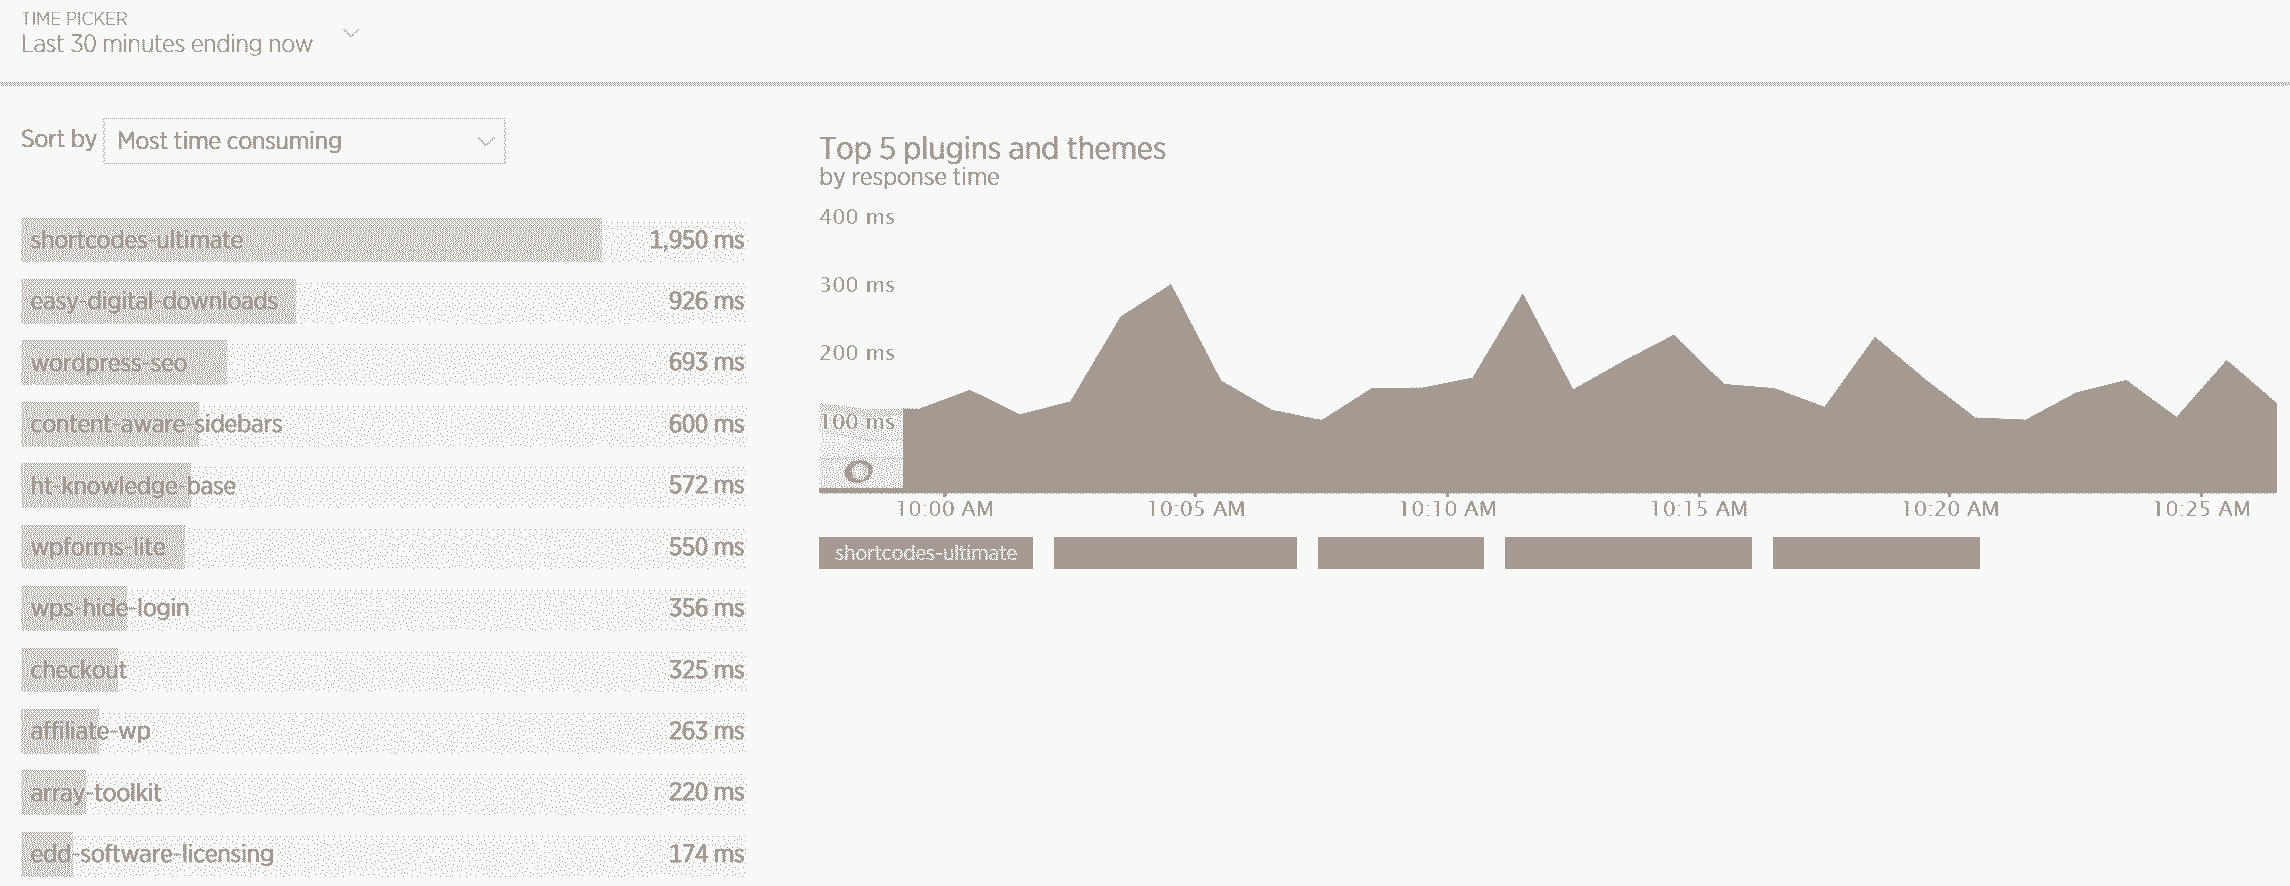 TIME PICKER
Last 30 minutes ending now
Sort by Most time consuming
shortcodes-ultimate 1,950 ms
easy-digital-downloads 926 ms
wordpress-seo 693 ms
content-aware-sidebars 600 ms
ht-knowledge-base 572 ms
wpforms-lite 550 ms
wps-hide-login 356 ms
checkout 325 ms
affiliate-wp 263 ms
array-toolkit 220 ms
edd-software-licensing 174 ms
Top 5 plugins and themes
by response time
400 ms
300 ms
200 ms
100 ms
10:00 AM 10:05 AM 10:10 AM 10:15 AM 10:20 AM 10:25 AM
shortcodes-ultimate